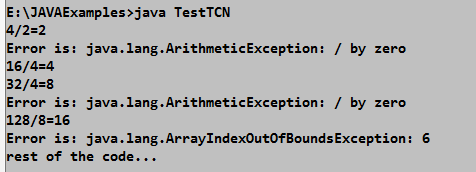 E:\JAVAExamples>java TestTCN
4/2=2
Error is: java.lang.ArithmeticException: / by zero
16/4=4
32/4=8
Error is: java.lang.ArithmeticException: / by zero
128/8=16
Error is: java.lang.ArrayIndexOutOfBoundsException: 6
rest of the code...